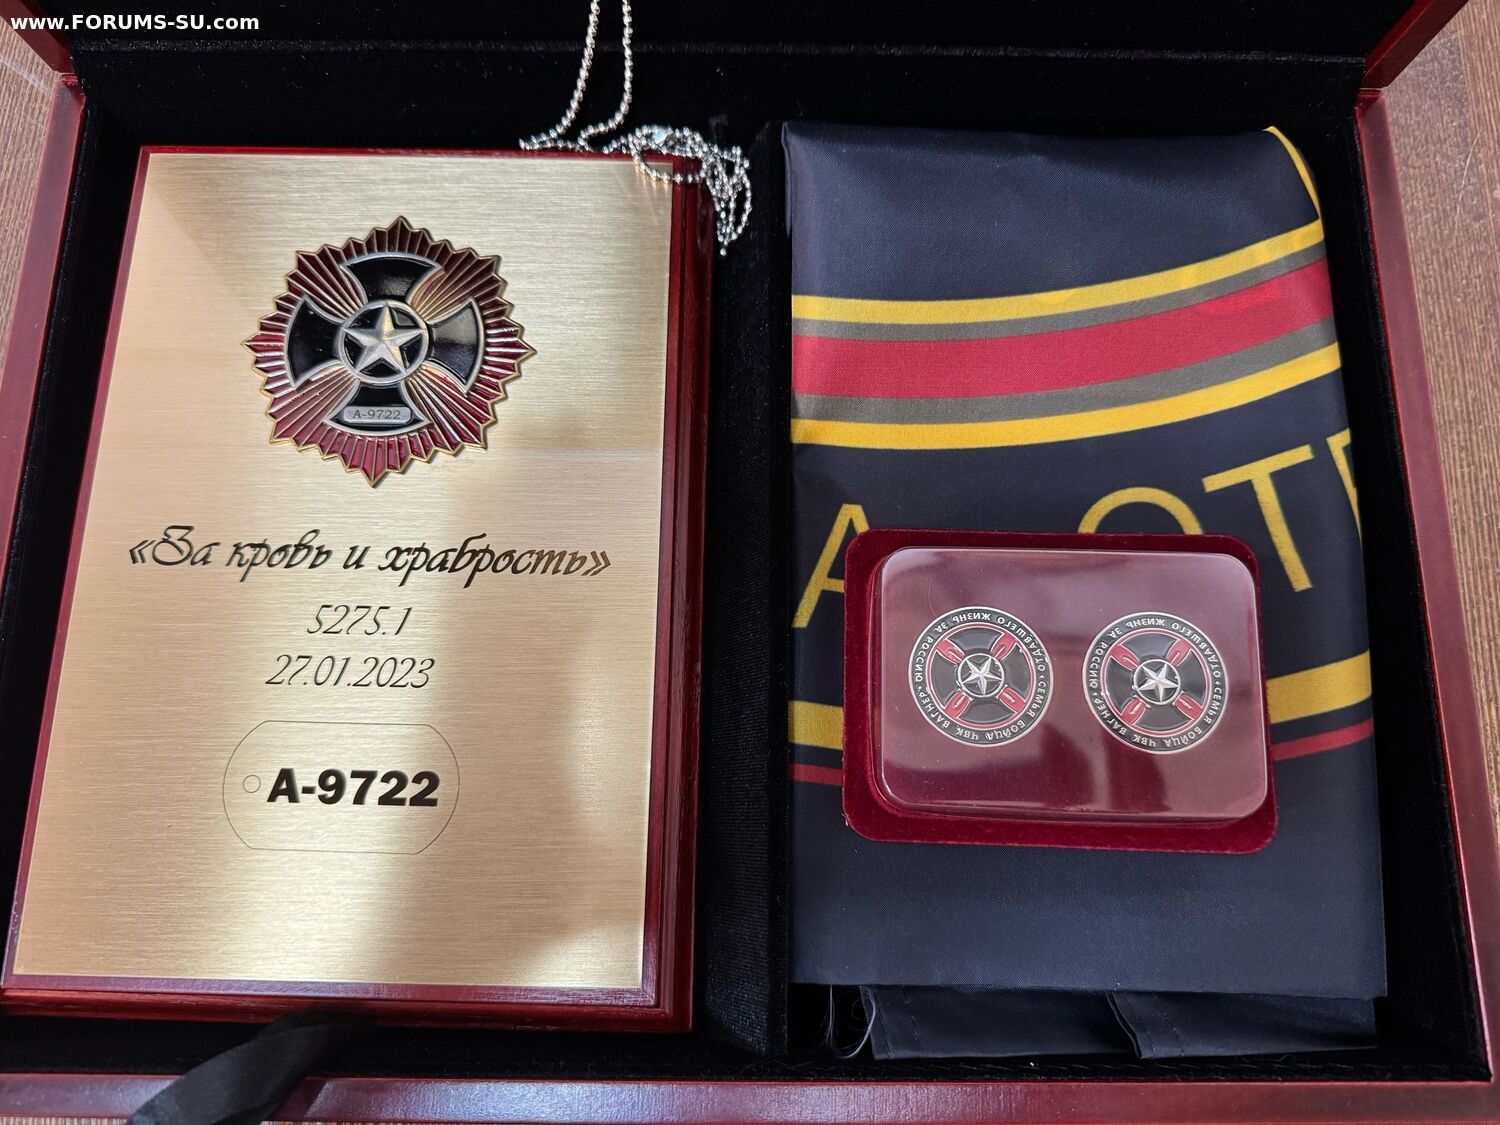 www.FORUMS-SU.com
А-9722
«За кровь и храбрость»
5275.1
27.01.2023
А-9722
А ОТ
• СЕМЬЯ БОЙЦА ЧВК ВАГНЕР • ОТДАВШЕГО ЖИЗНЬ ЗА РОССИЮ
• СЕМЬЯ БОЙЦА ЧВК ВАГНЕР • ОТДАВШЕГО ЖИЗНЬ ЗА РОССИЮ